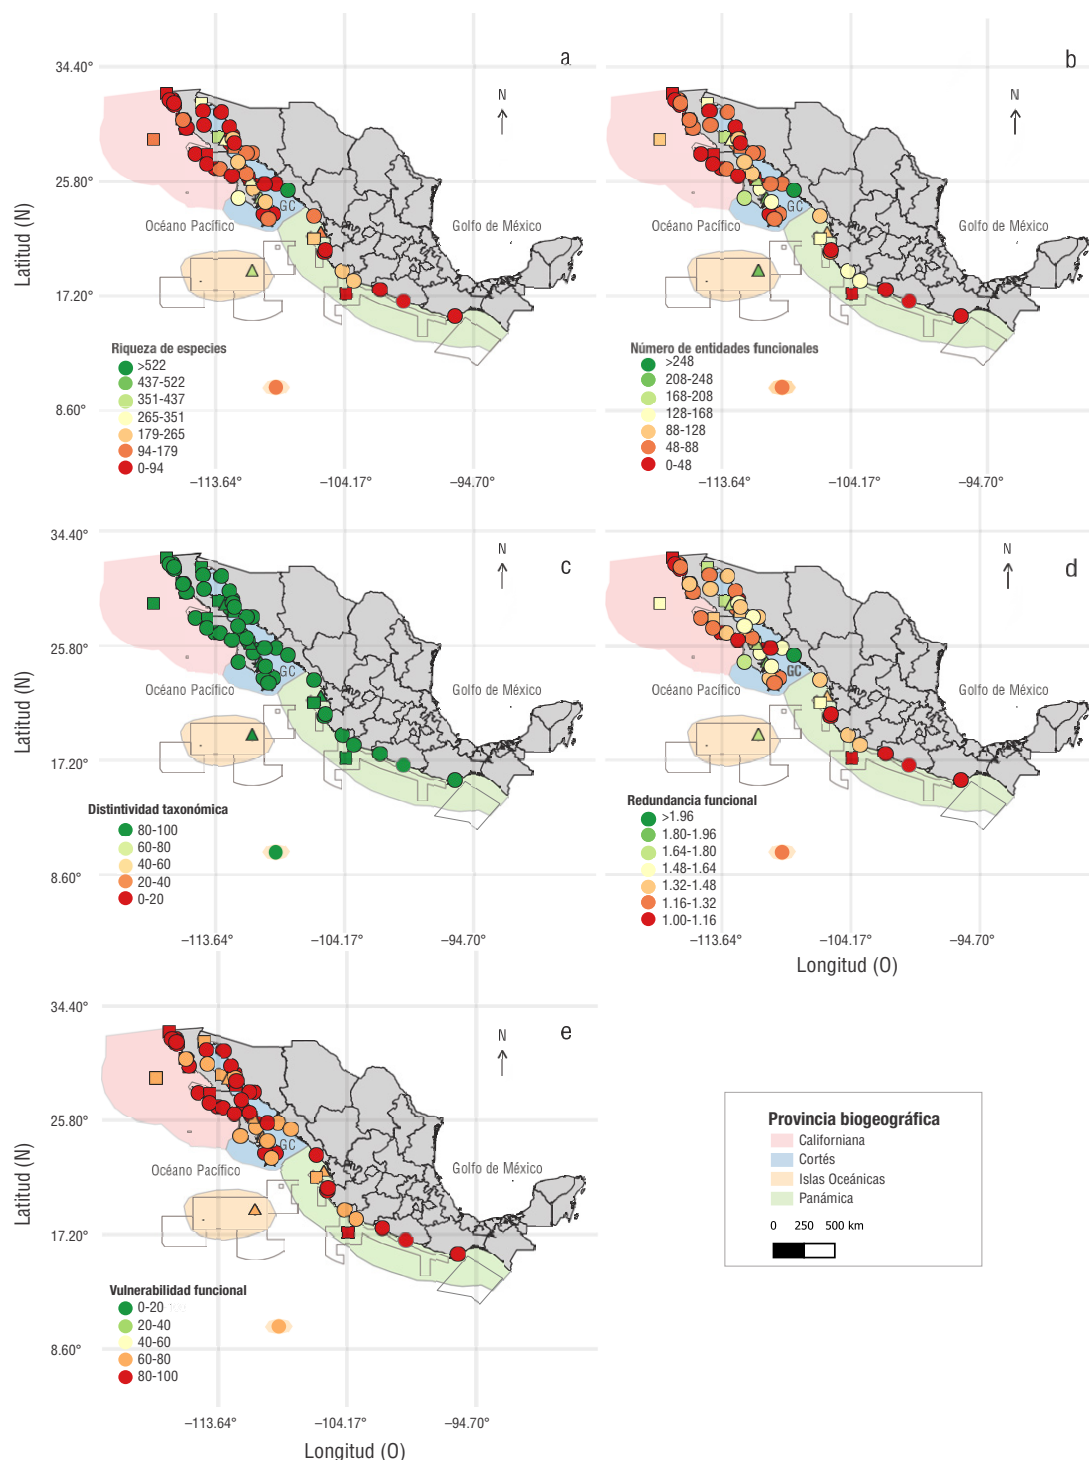 a
b
34.40°
N
N
25.80°
GC
GC
Océano Pacífico
Golfo de México
Océano Pacífico
Golfo de México
Latitud (N)
17.20°
Riqueza de especies
>522
437-522
351-437
265-351
179-265
94-179
0-94
Número de entidades funcionales
>248
208-248
168-208
128-168
88-128
48-88
0-48
8.60°
−113.64°
−104.17°
−94.70°
−113.64°
−104.17°
−94.70°
34.40°
c
d
N
N
25.80°
GC
GC
Océano Pacífico
Golfo de México
Océano Pacífico
Golfo de México
Latitud (N)
17.20°
Distintividad taxonómica
80-100
60-80
40-60
20-40
0-20
Redundancia funcional
>1.96
1.80-1.96
1.64-1.80
1.48-1.64
1.32-1.48
1.16-1.32
1.00-1.16
8.60°
−113.64°
−104.17°
−94.70°
−113.64°
−104.17°
−94.70°
Longitud (O)
34.40°
e
N
25.80°
GC
Océano Pacífico
Golfo de México
Latitud (N)
17.20°
Vulnerabilidad funcional
0-20
20-40
40-60
60-80
80-100
8.60°
−113.64°
−104.17°
−94.70°
Longitud (O)
Provincia biogeográfica
Californiana
Cortés
Islas Oceánicas
Panámica
0 250 500 km